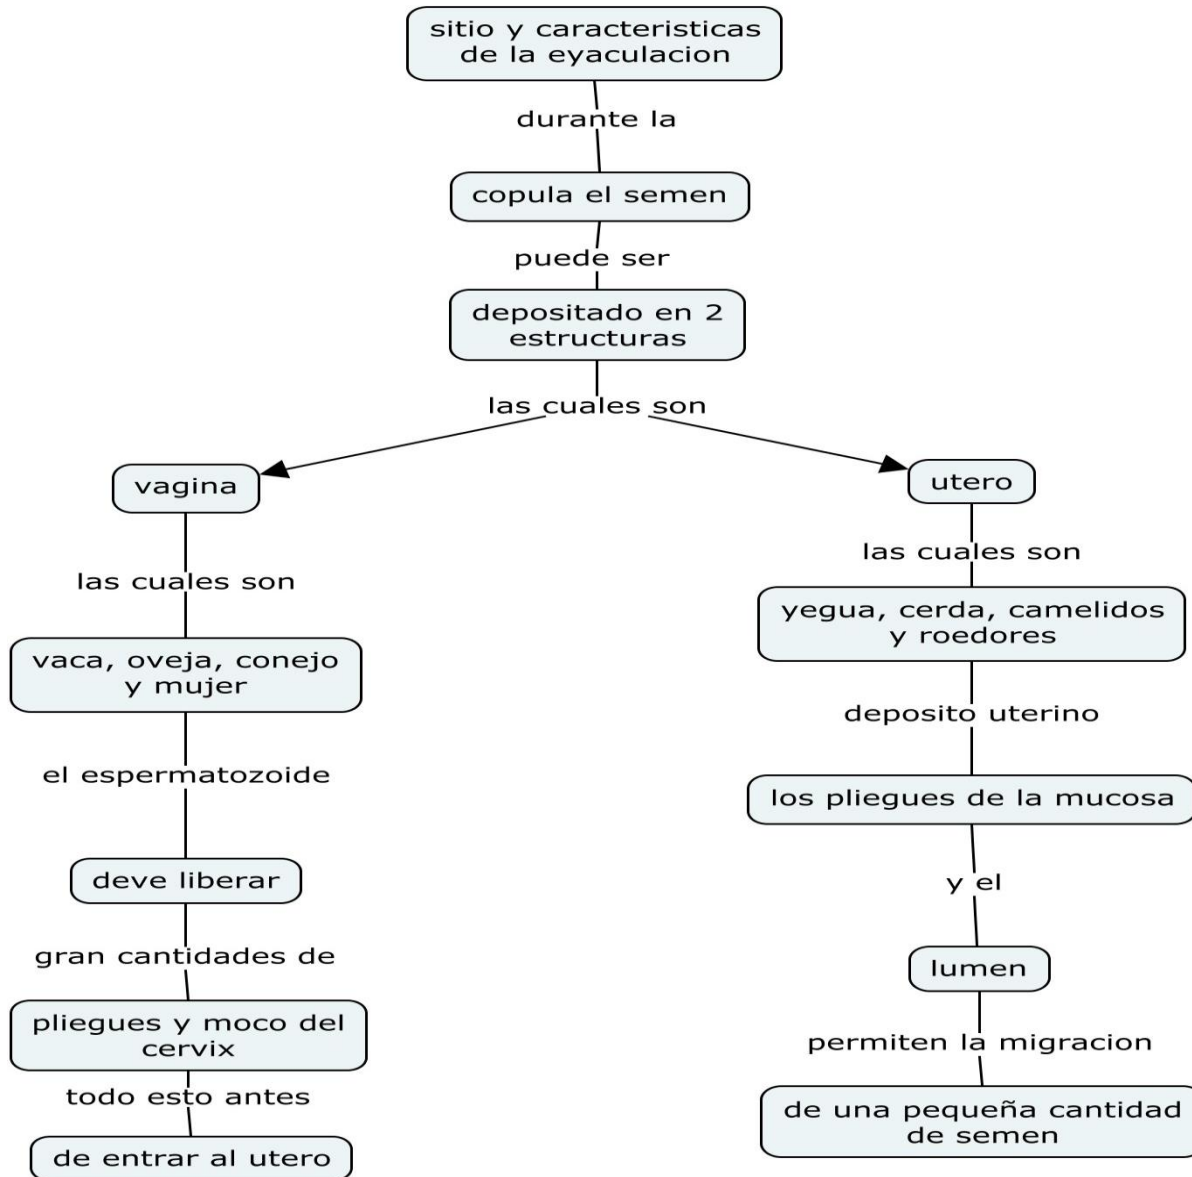 sitio y caracteristicas
de la eyaculacion
durante la
copula el semen
puede ser
depositado en 2
estructuras
las cuales son
vagina
las cuales son
vaca, oveja, conejo
y mujer
el espermatozoide
deve liberar
gran cantidades de
pliegues y moco del
cervix
todo esto antes
de entrar al utero
utero
las cuales son
yegua, cerda, camelidos
y roedores
deposito uterino
los pliegues de la mucosa
y el
lumen
permiten la migracion
de una pequeña cantidad
de semen